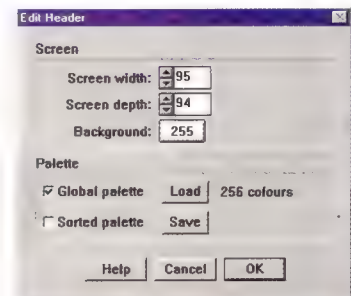 Edit Header
Screen
Screen width: 95
Screen depth: 94
Background: 255
Palette
Global palette Load 256 colours
Sorted palette Save
Help Cancel OK